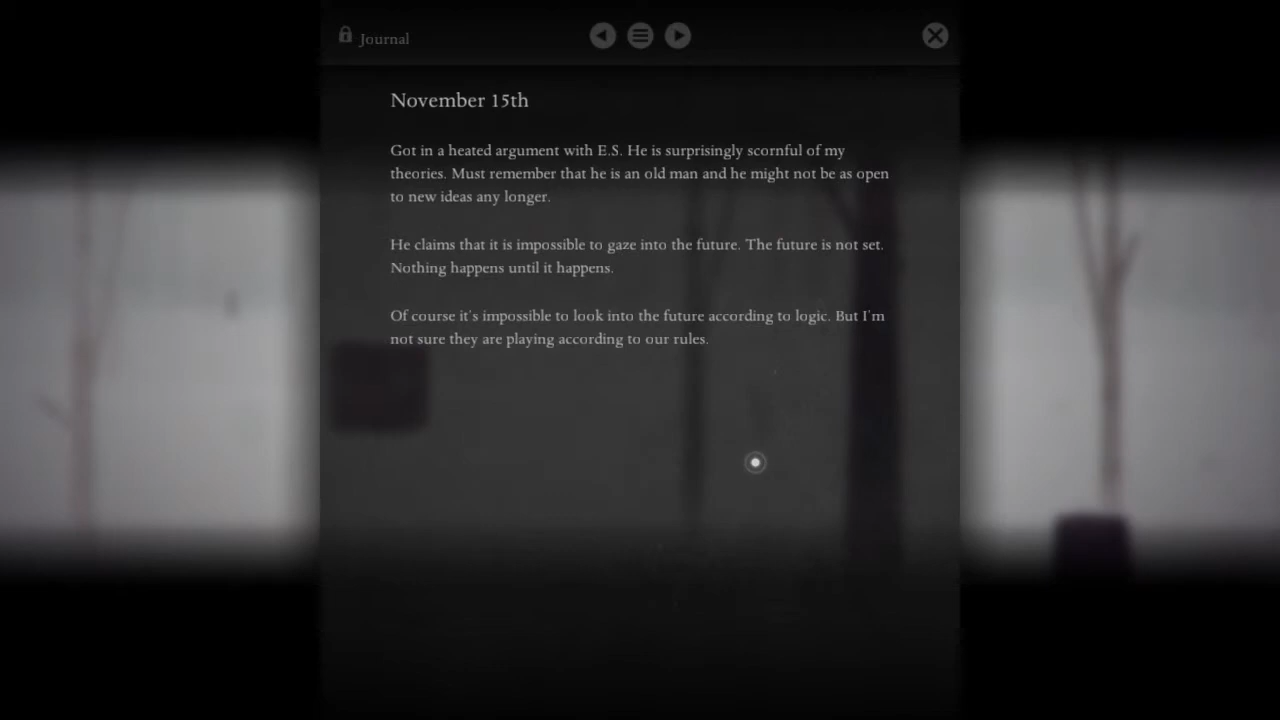 Journal
November 15th
Got in a heated argument with E.S. He is surprisingly scornful of my
theories. Must remember that he is an old man and he might not be as open
to new ideas any longer.
He claims that it is impossible to gaze into the future. The future is not set.
Nothing happens until it happens.
Of course it's impossible to look into the future according to logic. But I'm
not sure they are playing according to our rules.